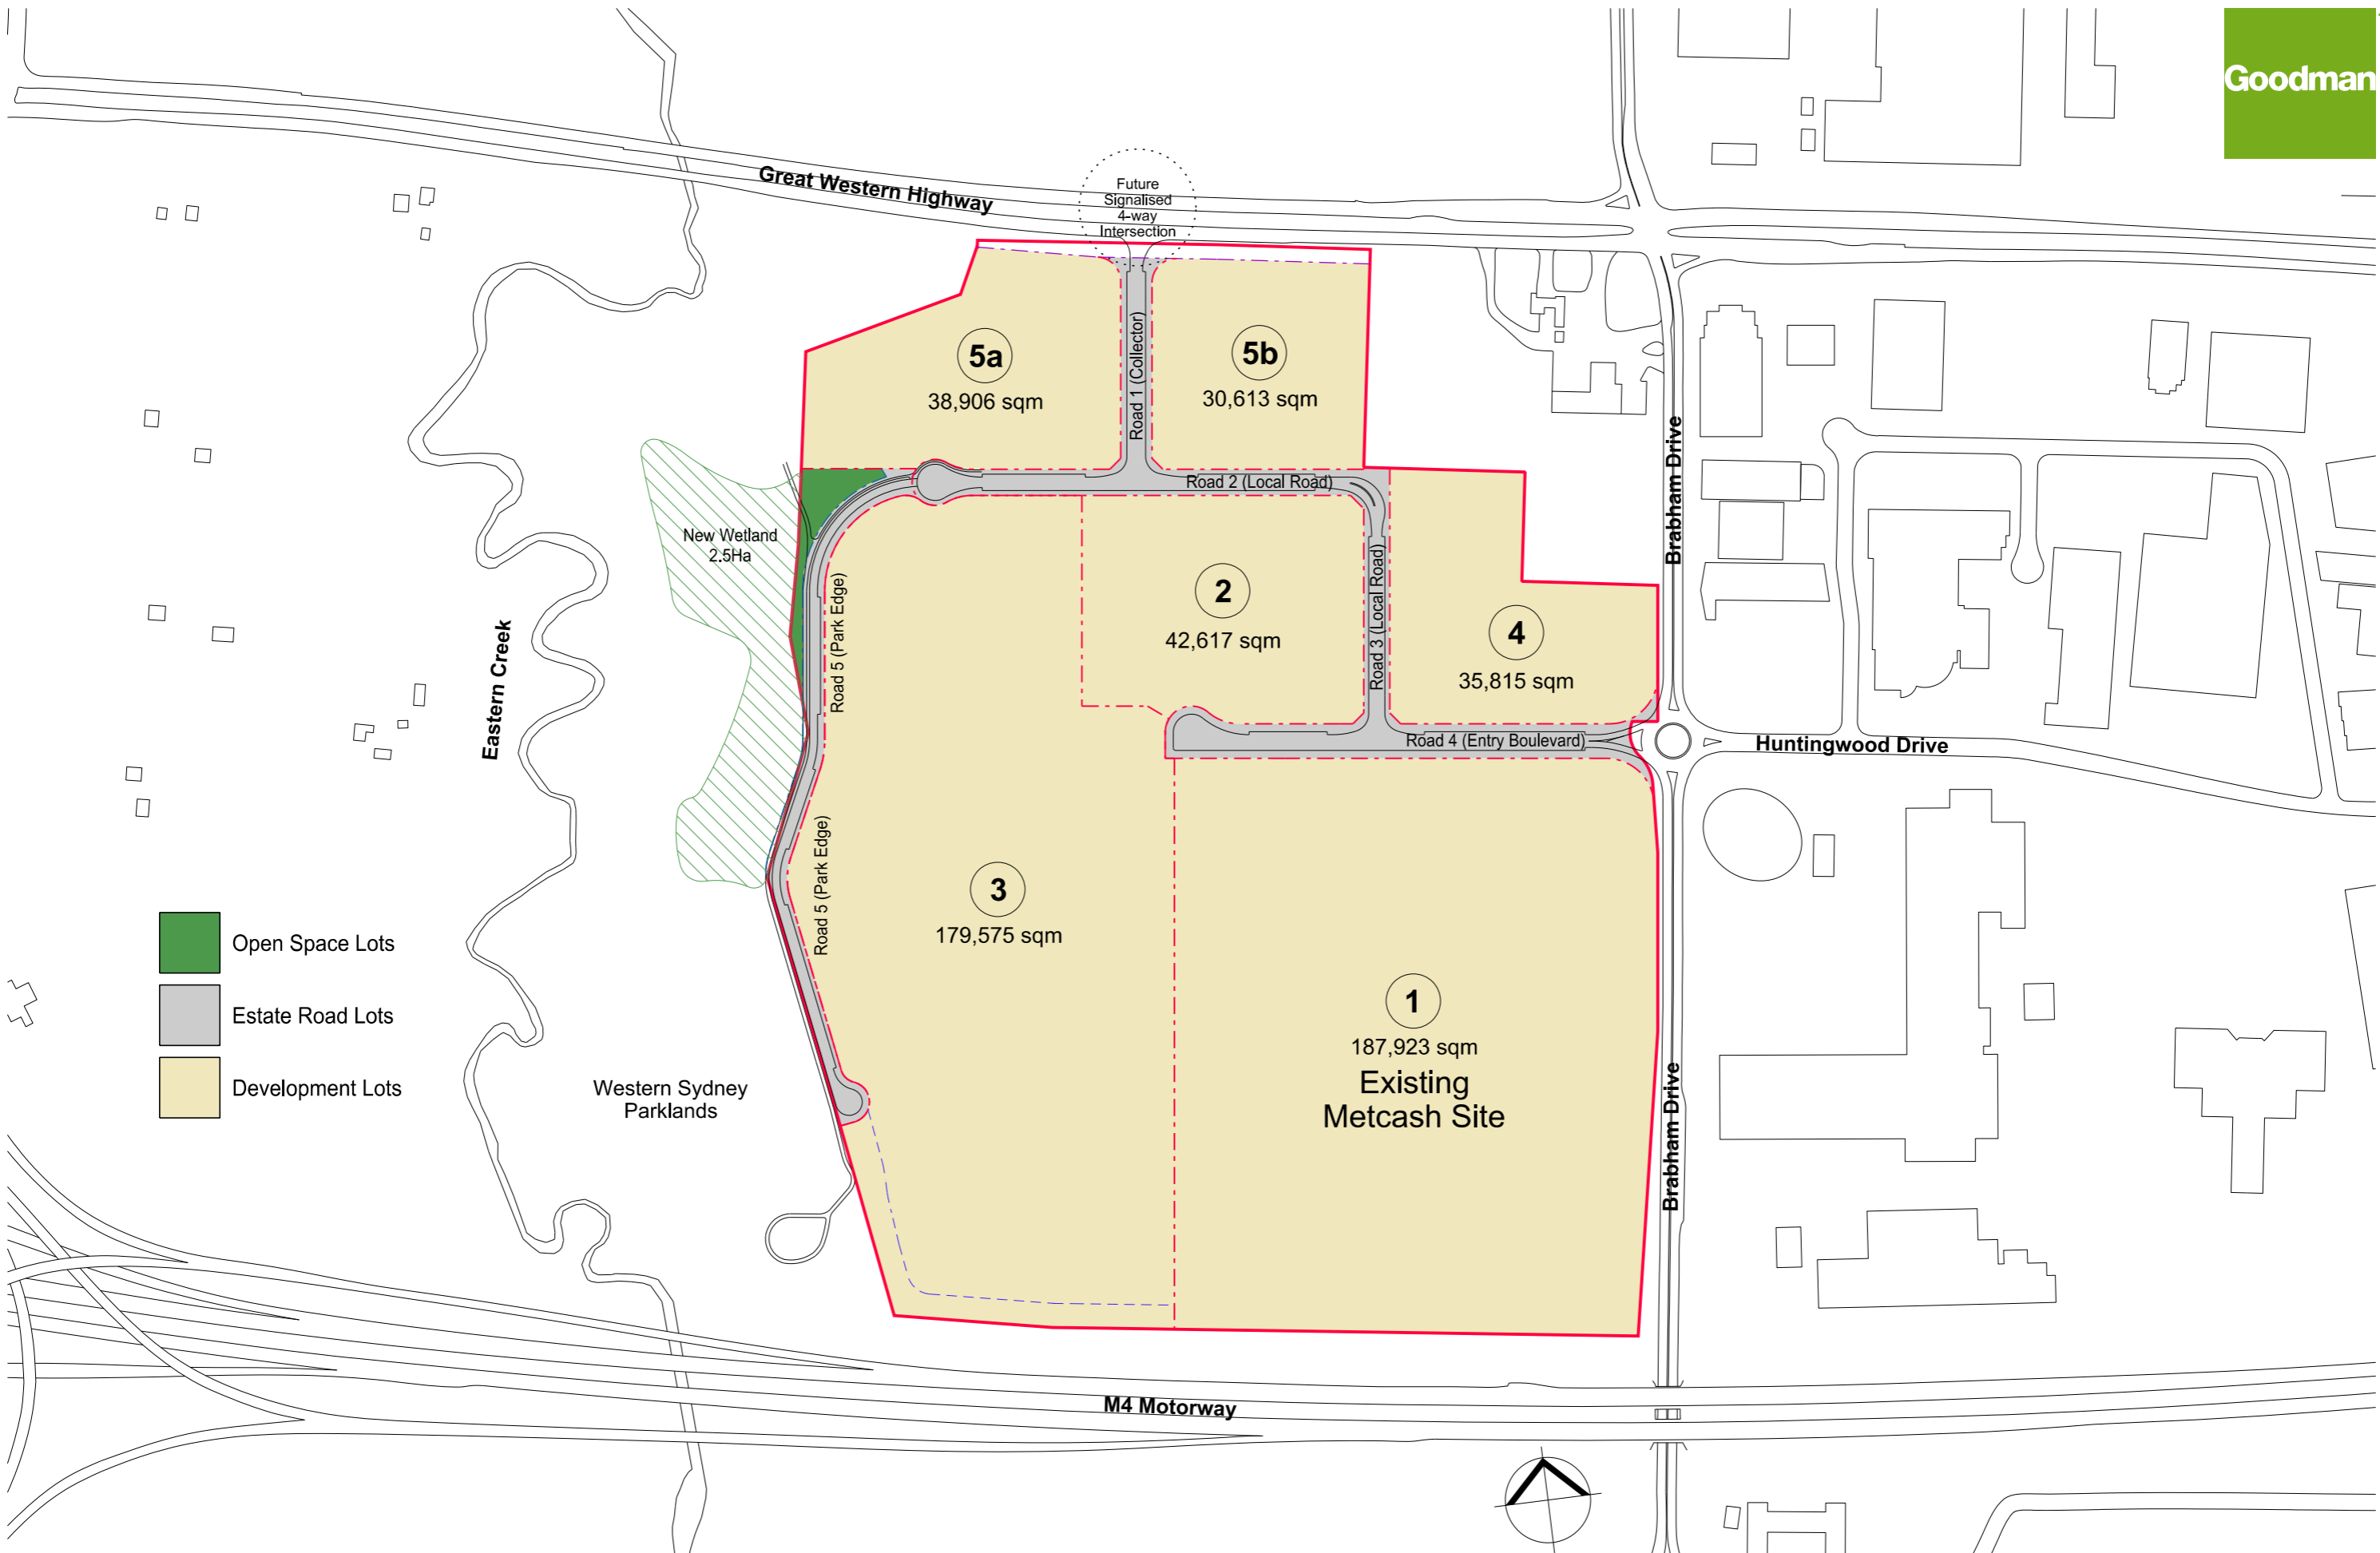 Goodman
Great Western Highway
Future
Signalised
4-way
Intersection
5a
38,906 sqm
Road 1 (Collector)
5b
30,613 sqm
Road 2 (Local Road)
Brabham Drive
New Wetland
2.5Ha
Road 5 (Park Edge)
2
42,617 sqm
Road 3 (Local Road)
4
35,815 sqm
Eastern Creek
Road 4 (Entry Boulevard)
Huntingwood Drive
Road 5 (Park Edge)
3
179,575 sqm
Open Space Lots
Estate Road Lots
Development Lots
1
187,923 sqm
Existing
Metcash Site
Western Sydney
Parklands
Brabham Drive
M4 Motorway